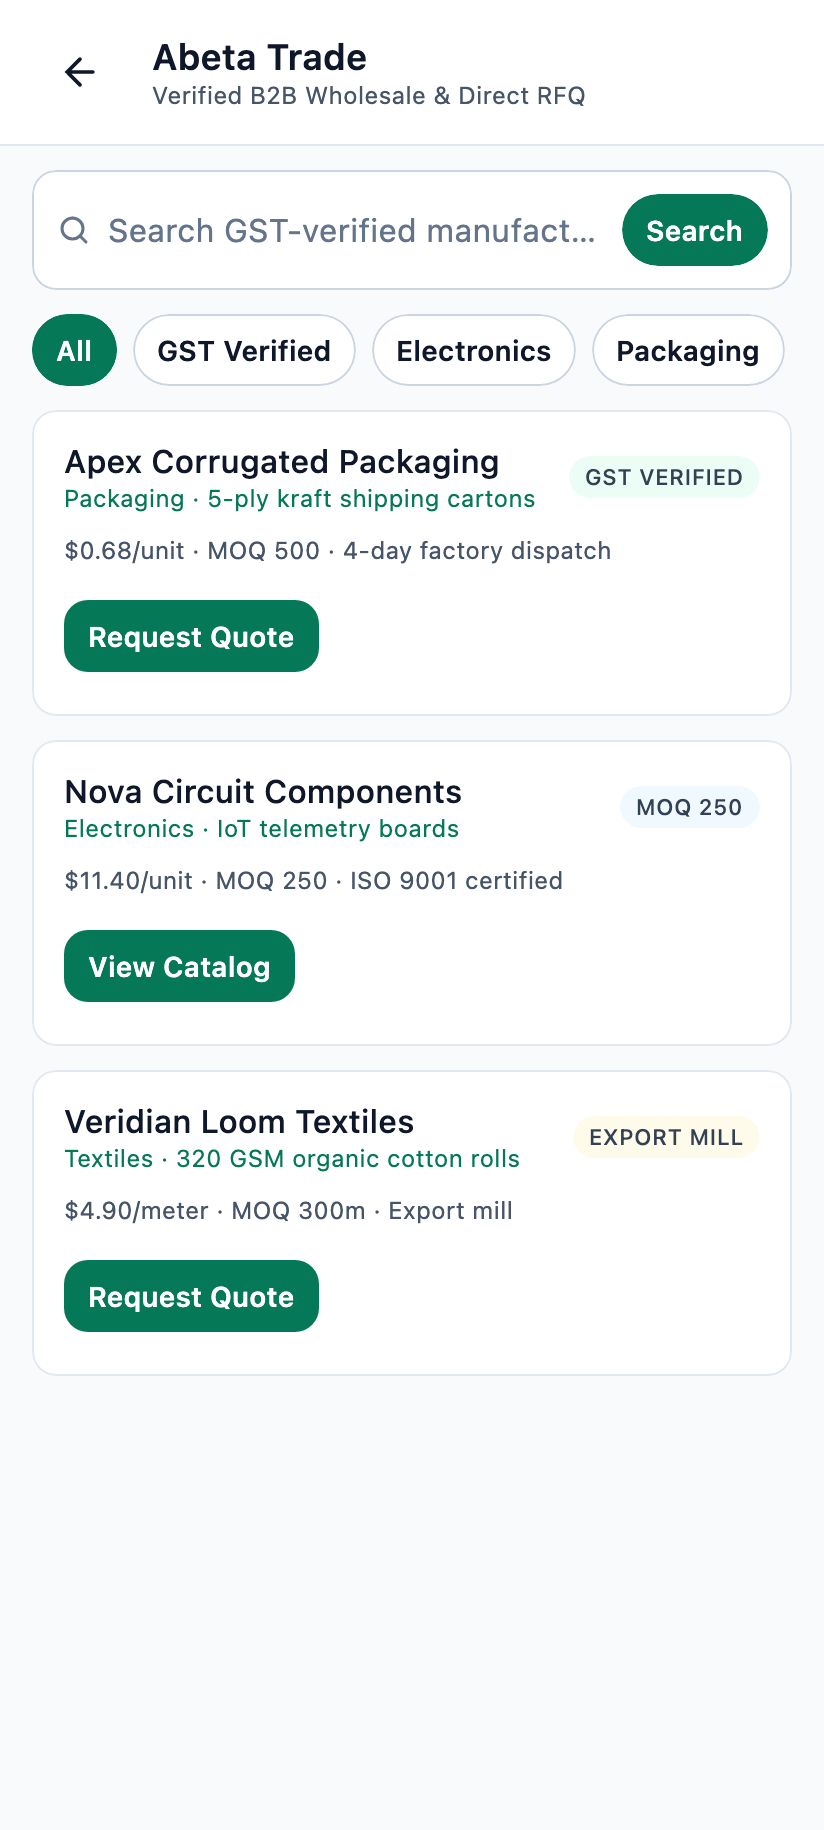 Abeta Trade
Verified B2B Wholesale & Direct RFQ
Search GST-verified manufact...
Search
All
GST Verified
Electronics
Packaging
Apex Corrugated Packaging
GST VERIFIED
Packaging · 5-ply kraft shipping cartons
$0.68/unit · MOQ 500 · 4-day factory dispatch
Request Quote
Nova Circuit Components
MOQ 250
Electronics · IoT telemetry boards
$11.40/unit · MOQ 250 · ISO 9001 certified
View Catalog
Veridian Loom Textiles
EXPORT MILL
Textiles · 320 GSM organic cotton rolls
$4.90/meter · MOQ 300m · Export mill
Request Quote